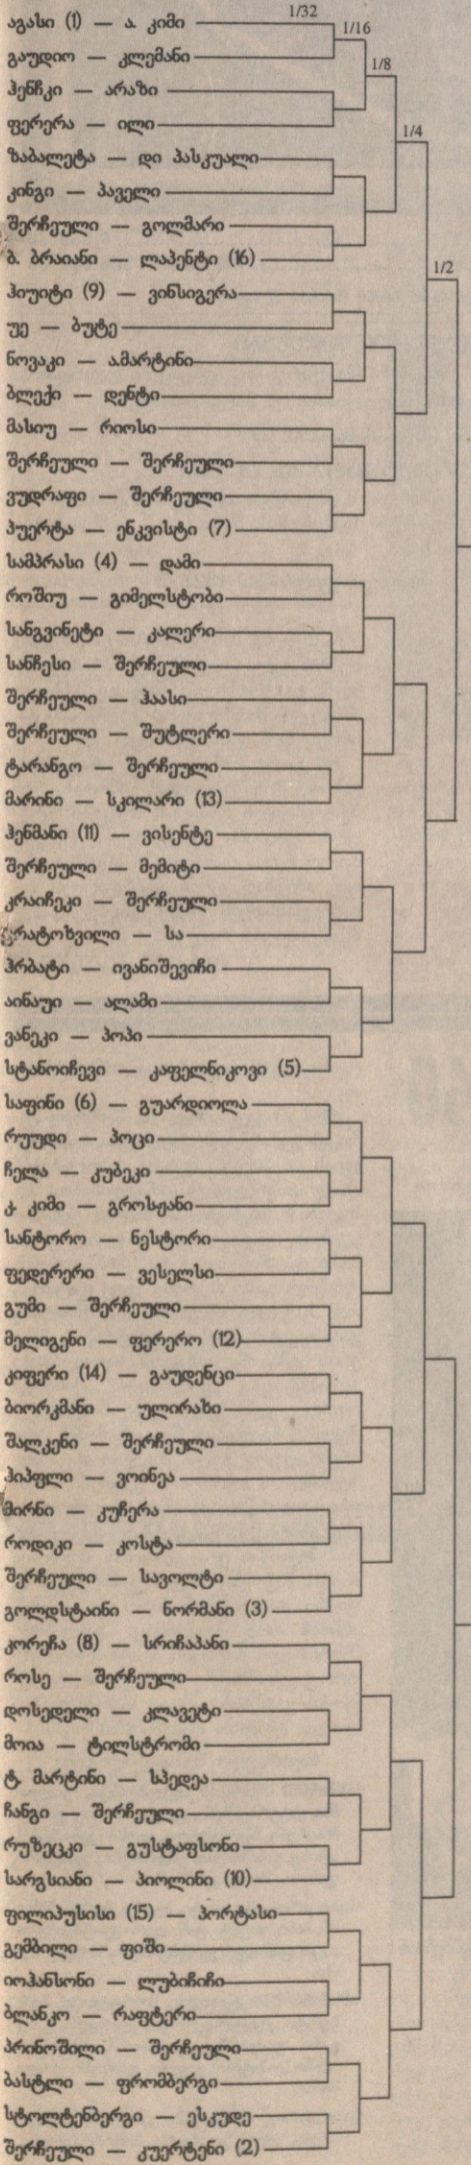 1/32
1/16
1/8
1/4
1/2
აგასი (1) — ა. კიმი
გაუდიო — კლემანი
ჰენჩკი — არაზი
ფერერა — ილი
ზაბალეტა — დი პასკუალი
კინგი — პაველი
შერჩეული — გოლმარი
ბ. ბრაიანი — ლაპენტი (16)
ჰიუიტი (9) — ვინსიგერა
უე — ბუტე
ნოვაკი — ა.მარტინი
ბლექი — დენტი
მასიუ — რიოსი
შერჩეული — შერჩეული
ვუდრაფი — შერჩეული
პუერტა — ენკვისტი (7)
სამპრასი (4) — დამი
როშიუ — გიმელსტობი
სანგვინეტი — კალერი
სანჩესი — შერჩეული
შერჩეული — ჰაასი
შერჩეული — შუტლერი
ტარანგო — შერჩეული
მარინი — სკილარი (13)
ჰენმანი (11) — ვისენტე
შერჩეული — მემიტი
კრაიჩეკი — შერჩეული
კრატოხვილი — სა
ჰრბატი — ივანიშევიჩი
აინაუი — ალამი
ვანეკი — პოპი
სტანოიჩევი — კაფელნიკოვი (5)
საფინი (6) — გუარდიოლა
რუუდი — პოცი
ჩელა — კუბეკი
კ. კიმი — გროსჟანი
სანტორო — ნესტორი
ფედერერი — ვესელსი
გუმი — შერჩეული
მელიგენი — ფერერო (12)
კიფერი (14) — გაუდენცი
ბიორკმანი — ულირახი
შალკენი — შერჩეული
ჰიპფლი — ვოინეა
მირნი — კუჩერა
როდიკი — კოსტა
შერჩეული — სავოლტი
გოლდსტაინი — ნორმანი (3)
კორეჩა (8) — სრიჩაპანი
როსე — შერჩეული
დოსედელი — კლავეტი
მოია — ტილსტრომი
ტ. მარტინი — სპედეა
ჩანგი — შერჩეული
რუზეცკი — გუსტაფსონი
სარგსიანი — პიოლინი (10)
ფილიპუსისი (15) — პორტასი
გემბილი — ფიში
იოჰანსონი — ლუბიჩიჩი
ბლანკო — რაფტერი
პრინოშილი — შერჩეული
ბასტლი — ფრომბერგი
სტოლტენბერგი — ესკუდე
შერჩეული — კუერტენი (2)